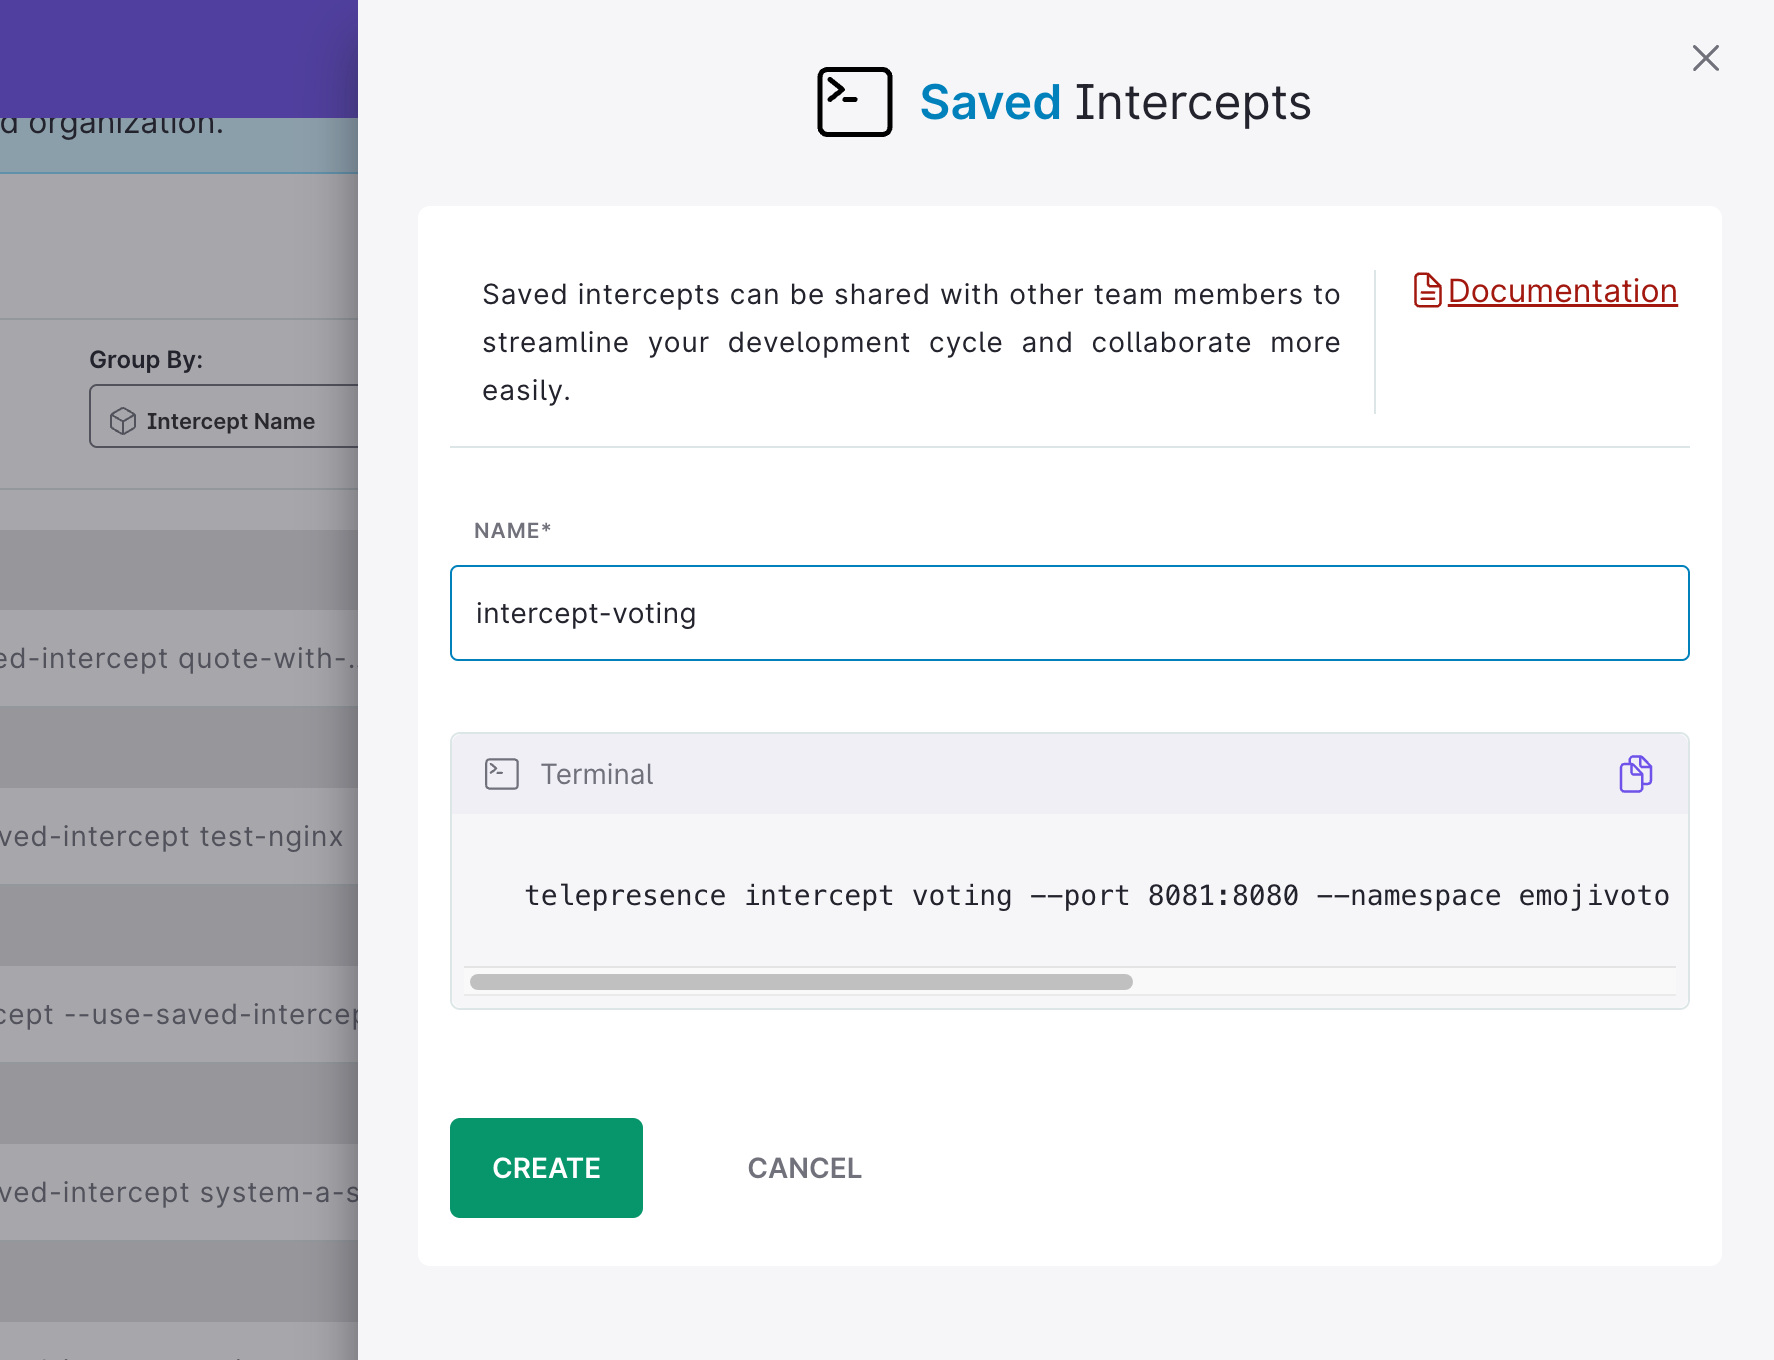 d organization.
Group By:
Intercept Name
ed-intercept quote-with-..
ved-intercept test-nginx
cept --use-saved-intercep
ved-intercept system-a-s
Saved Intercepts
Saved intercepts can be shared with other team members to
streamline your development cycle and collaborate more
easily.
Documentation
NAME*
intercept-voting
Terminal
telepresence intercept voting --port 8081:8080 --namespace emojivoto
CREATE
CANCEL